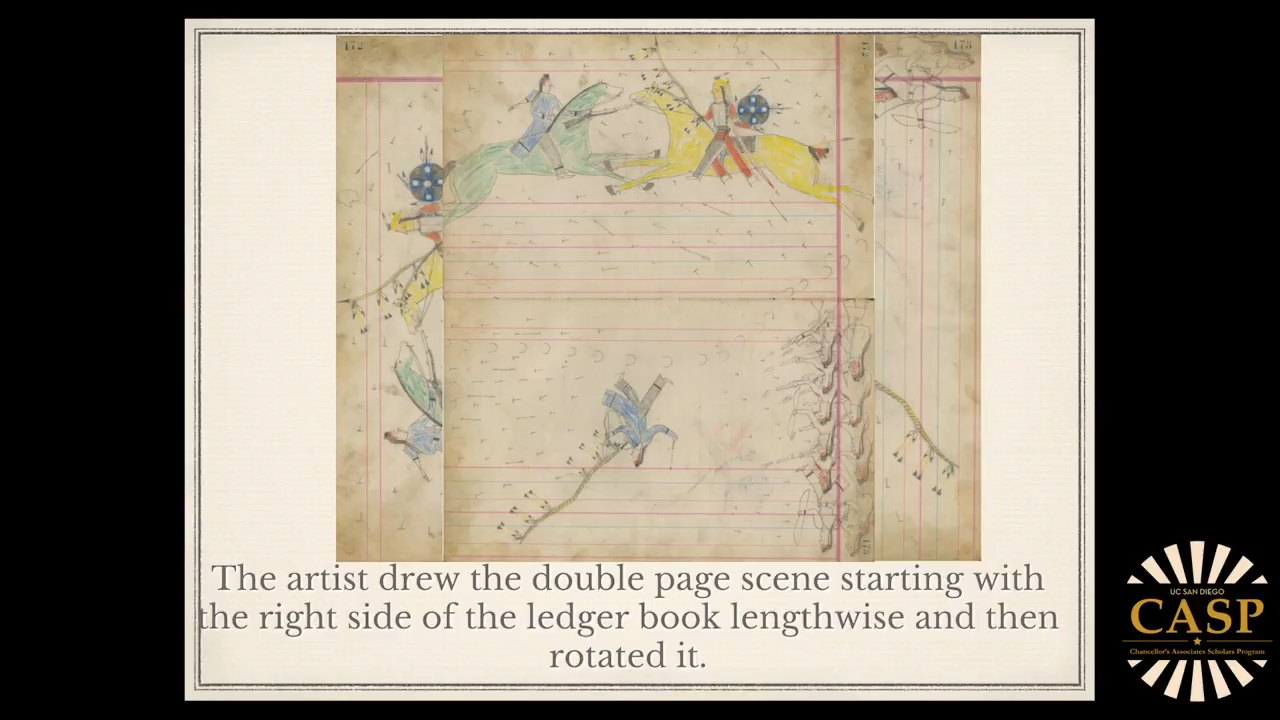 172
173
The artist drew the double page scene starting with
the right side of the ledger book lengthwise and then
rotated it.
UC SAN DIEGO
CASP
Chancellor's Associates Scholars Program